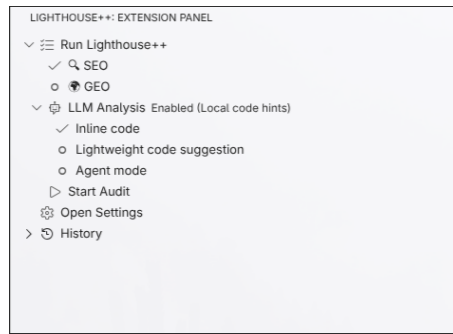 LIGHTHOUSE++: EXTENSION PANEL
Run Lighthouse++
SEO
GEO
LLM Analysis Enabled (Local code hints)
Inline code
Lightweight code suggestion
Agent mode
Start Audit
Open Settings
History